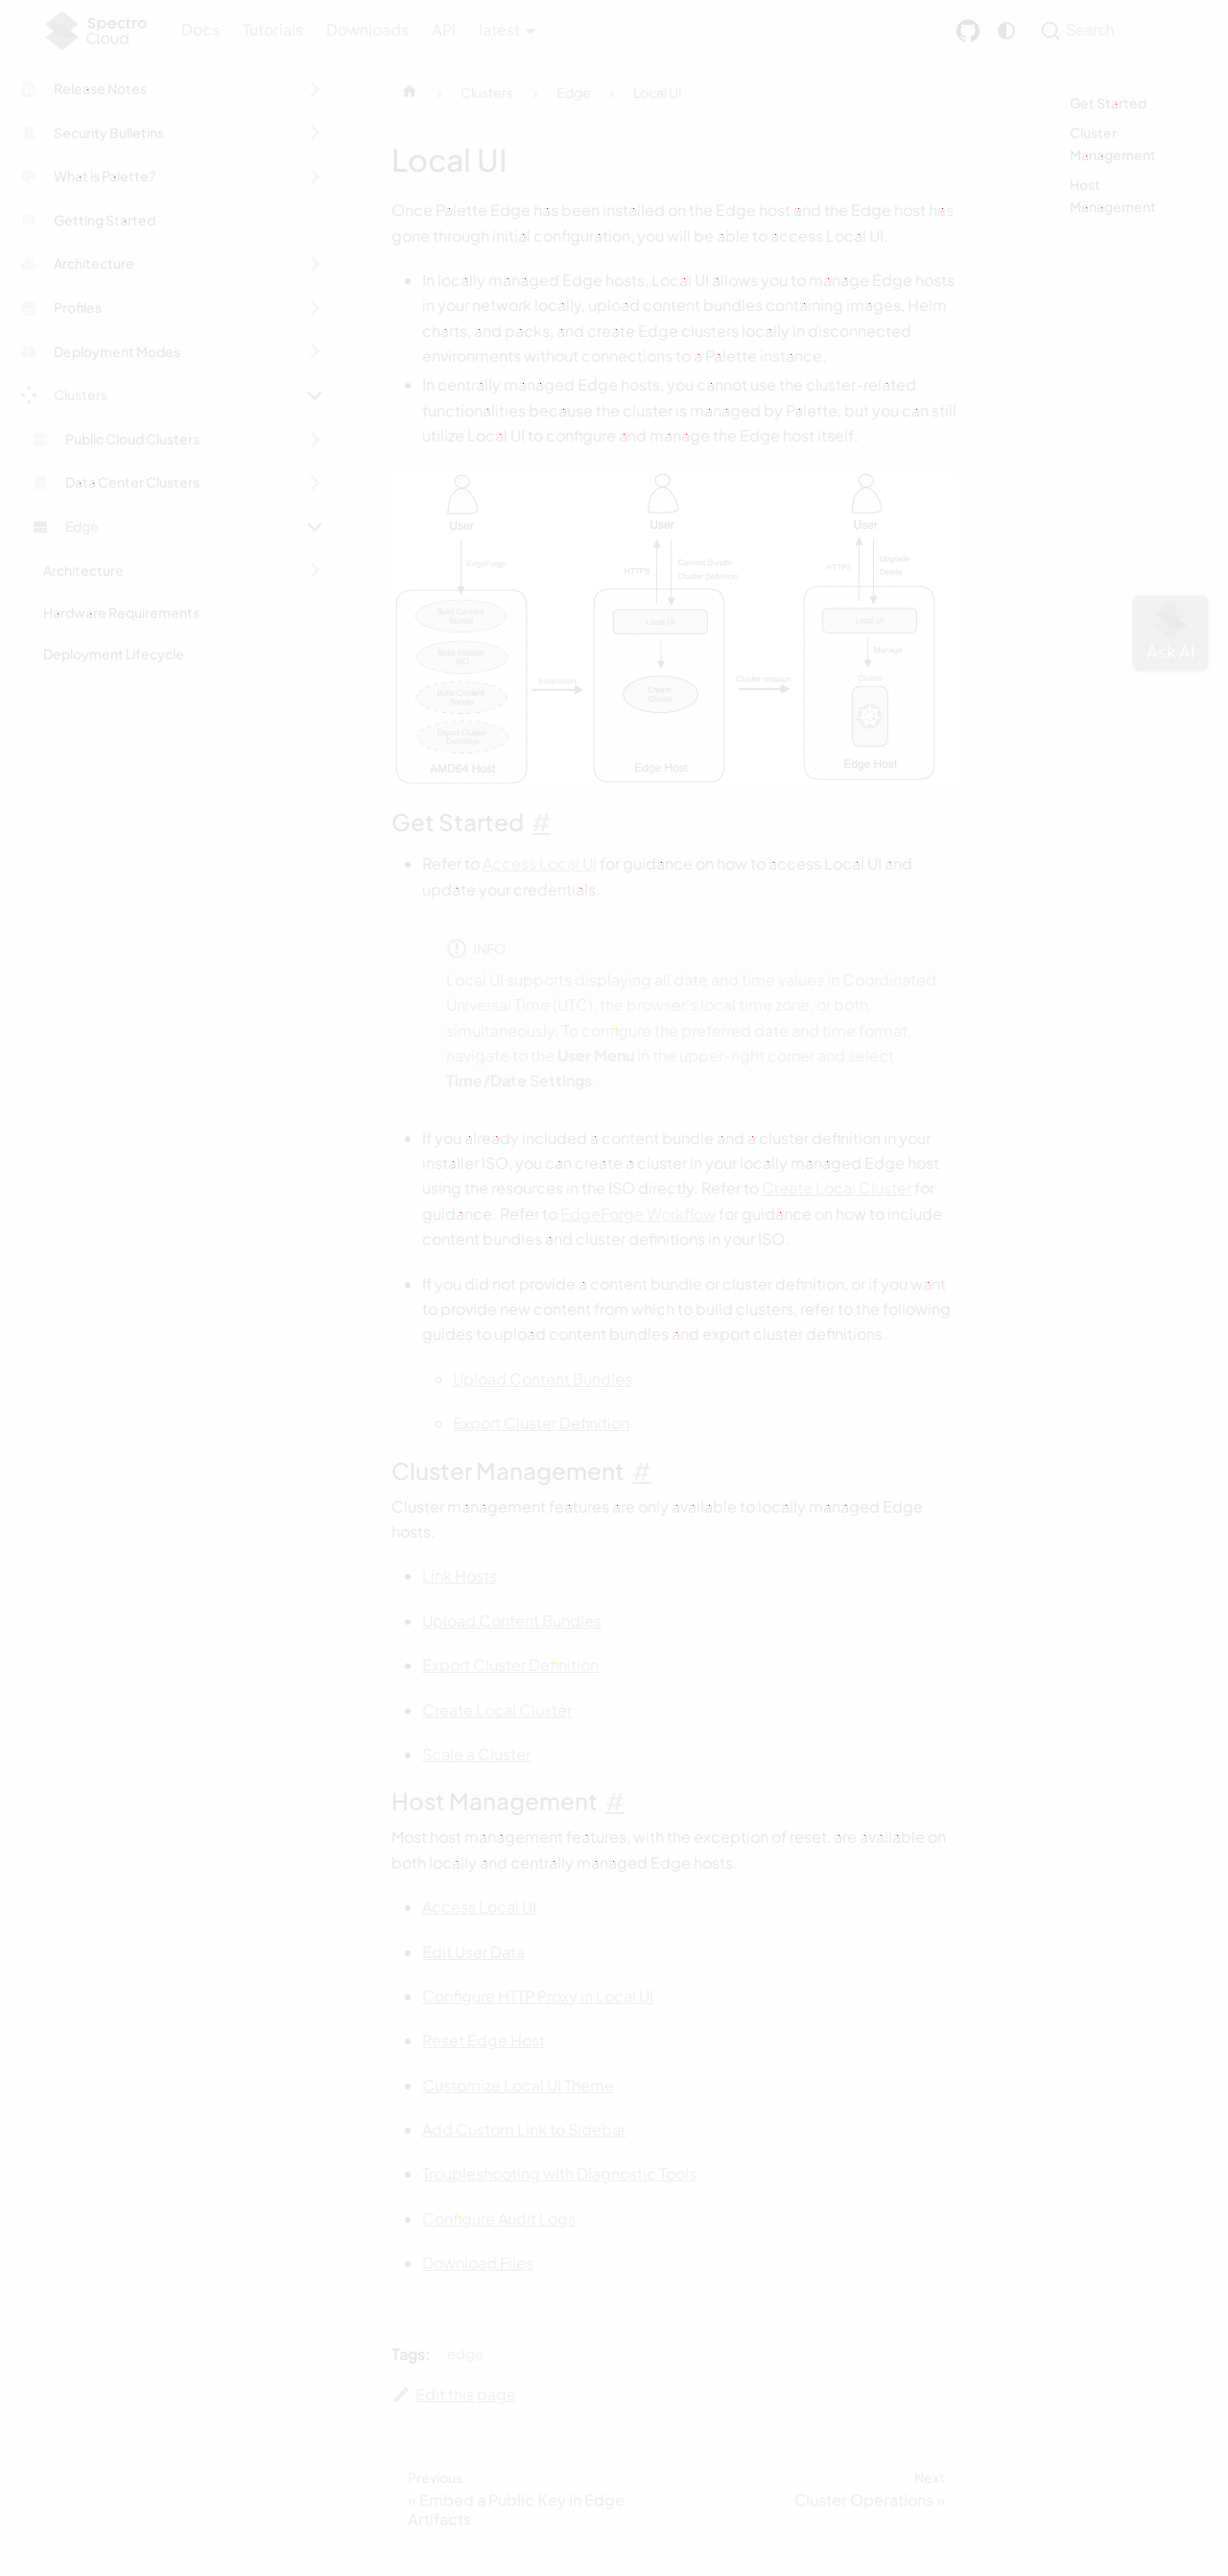 Spectro
Cloud
Docs Tutorials Downloads API latest
Search
Release Notes
Security Bulletins
What is Palette?
Getting Started
Architecture
Profiles
Deployment Modes
Clusters
Public Cloud Clusters
Data Center Clusters
Edge
Architecture
Hardware Requirements
Deployment Lifecycle
Clusters
Edge
Local UI
Local UI
Once Palette Edge has been installed on the Edge host and the Edge host has
gone through initial configuration, you will be able to access Local UI.
In locally managed Edge hosts, Local UI allows you to manage Edge hosts
in your network locally, upload content bundles containing images, Helm
charts, and packs, and create Edge clusters locally in disconnected
environments without connections to a Palette instance.
In centrally managed Edge hosts, you cannot use the cluster-related
functionalities because the cluster is managed by Palette, but you can still
utilize Local UI to configure and manage the Edge host itself.
User
EdgeForge
Build Content
Bundle
Build Installer
ISO
Build Content
Bundle
Export Cluster
Definition
AMD64 Host
Installation
User
HTTPS
Content Bundle
Cluster Definition
Local UI
Create
Cluster
Edge Host
Cluster creation
User
HTTPS
Upgrade
Delete
Local UI
Manage
Cluster
Edge Host
Get Started #
Refer to Access Local UI for guidance on how to access Local UI and
update your credentials.
INFO
Local UI supports displaying all date and time values in Coordinated
Universal Time (UTC), the browser's local time zone, or both
simultaneously. To configure the preferred date and time format,
navigate to the User Menu in the upper-right corner and select
Time/Date Settings.
If you already included a content bundle and a cluster definition in your
installer ISO, you can create a cluster in your locally managed Edge host
using the resources in the ISO directly. Refer to Create Local Cluster for
guidance. Refer to EdgeForge Workflow for guidance on how to include
content bundles and cluster definitions in your ISO.
If you did not provide a content bundle or cluster definition, or if you want
to provide new content from which to build clusters, refer to the following
guides to upload content bundles and export cluster definitions.
Upload Content Bundles
Export Cluster Definition
Cluster Management #
Cluster management features are only available to locally managed Edge
hosts.
Link Hosts
Upload Content Bundles
Export Cluster Definition
Create Local Cluster
Scale a Cluster
Host Management #
Most host management features, with the exception of reset, are available on
both locally and centrally managed Edge hosts.
Access Local UI
Edit User Data
Configure HTTP Proxy in Local UI
Reset Edge Host
Customize Local UI Theme
Add Custom Link to Sidebar
Troubleshooting with Diagnostic Tools
Configure Audit Logs
Download Files
Tags: edge
Edit this page
Previous
« Embed a Public Key in Edge
Artifacts
Next
Cluster Operations »
Get Started
Cluster
Management
Host
Management
Ask AI